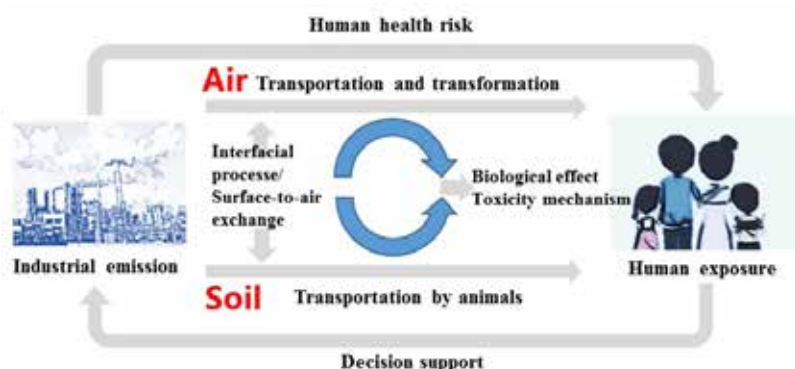 Human health risk
Air Transportation and transformation
Interfacial
processe/
Surface-to-air
exchange
Biological effect
Toxicity mechanism
Industrial emission
Human exposure
Soil Transportation by animals
Decision support